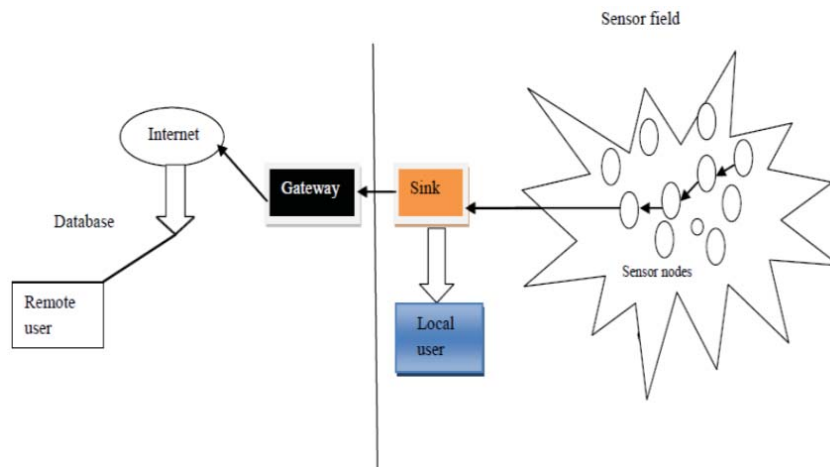 Sensor field
Internet
Gateway
Sink
Database
Sensor nodes
Remote
user
Local
user